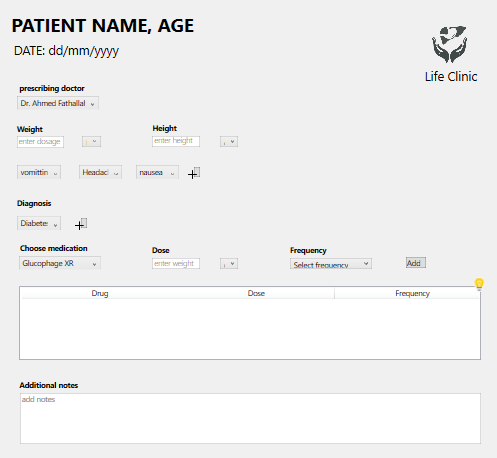 PATIENT NAME, AGE
DATE: dd/mm/yyyy
Life Clinic
prescribing doctor
Dr. Ahmed Fathallal
Weight Height
enter dosage enter height
vomittin Headacl nausea
Diagnosis
Diabete:
Choose medication Dose Frequency
Glucophage XR enter weight Select frequency Add
Drug Dose Frequency
Additional notes
add notes